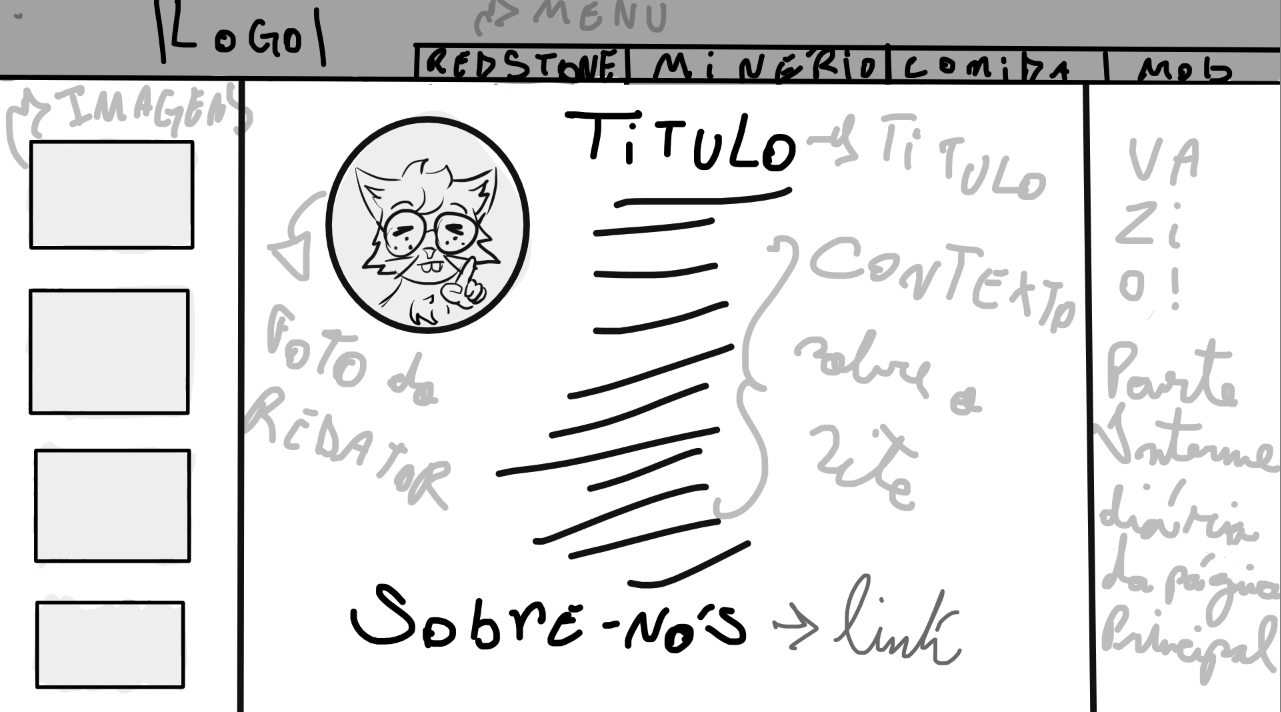 MENU
|LOGO|
REDSTONE MiNÉRiO COMiDA MOb
IMAGENS
TiTULO TiTULO
VA
Zi
O!
CONTEXTO
sobre o
site
FOTO do
REDATOR
Parte
Interme
diária
da página
Principal
SobrE-NóS link